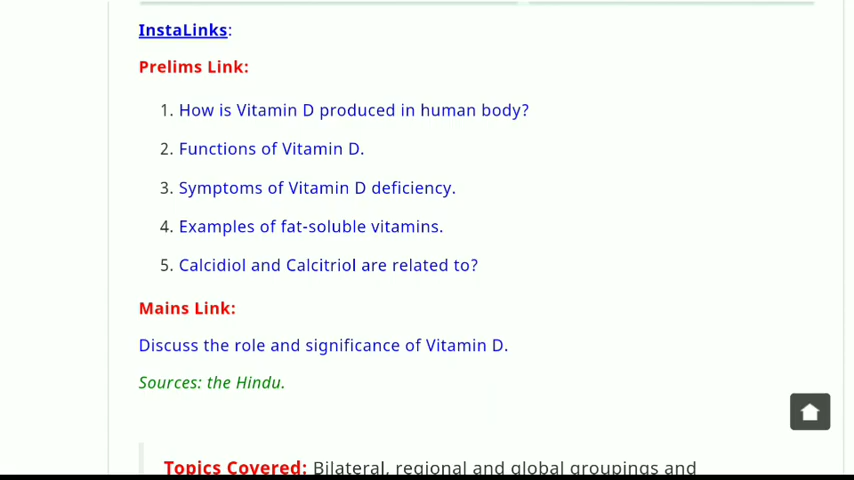 InstaLinks:
Prelims Link:
1. How is Vitamin D produced in human body?
2. Functions of Vitamin D.
3. Symptoms of Vitamin D deficiency.
4. Examples of fat-soluble vitamins.
5. Calcidiol and Calcitriol are related to?
Mains Link:
Discuss the role and significance of Vitamin D.
Sources: the Hindu.
Topics Covered: Bilateral, regional and global groupings and